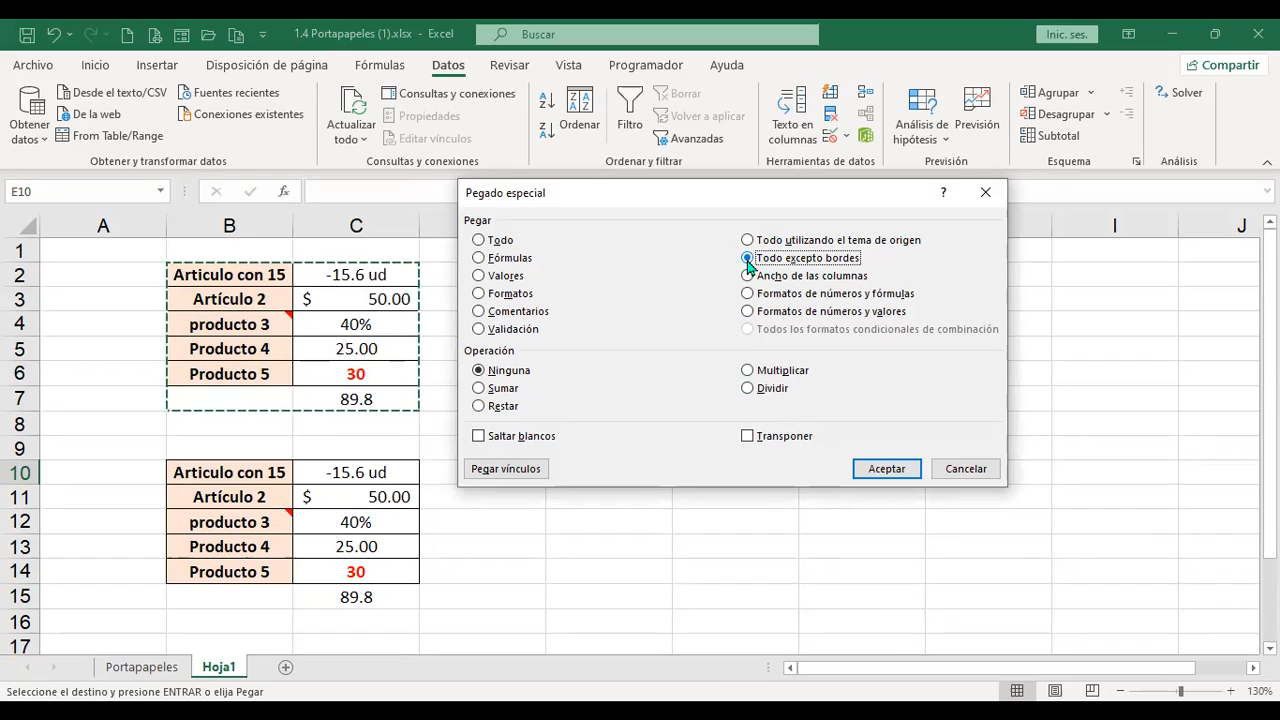 1.4 Portapapeles (1).xlsx - Excel
Buscar
Inic. ses.
Archivo Inicio Insertar Disposición de página Fórmulas Datos Revisar Vista Programador Ayuda Compartir
Obtener datos
Desde el texto/CSV
De la web
From Table/Range
Fuentes recientes
Conexiones existentes
Obtener y transformar datos
Actualizar todo
Consultas y conexiones
Propiedades
Editar vínculos
Consultas y conexiones
Ordenar
Filtro
Borrar
Volver a aplicar
Avanzadas
Ordenar y filtrar
Texto en columnas
Herramientas de datos
Análisis de hipótesis
Previsión
Previsión
Agrupar
Desagrupar
Subtotal
Esquema
Solver
Análisis
E10
fx
A B C I J
1
2 Articulo con 15 -15.6 ud
3 Artículo 2 $ 50.00
4 producto 3 40%
5 Producto 4 25.00
6 Producto 5 30
7 89.8
8
9
10 Articulo con 15 -15.6 ud
11 Artículo 2 $ 50.00
12 producto 3 40%
13 Producto 4 25.00
14 Producto 5 30
15 89.8
16
17
Pegado especial ?
Pegar
Todo
Fórmulas
Valores
Formatos
Comentarios
Validación
Todo utilizando el tema de origen
Todo excepto bordes
Ancho de las columnas
Formatos de números y fórmulas
Formatos de números y valores
Todos los formatos condicionales de combinación
Operación
Ninguna
Sumar
Restar
Multiplicar
Dividir
Saltar blancos
Transponer
Pegar vínculos
Aceptar
Cancelar
Portapapeles Hoja1
Seleccione el destino y presione ENTRAR o elija Pegar
130%